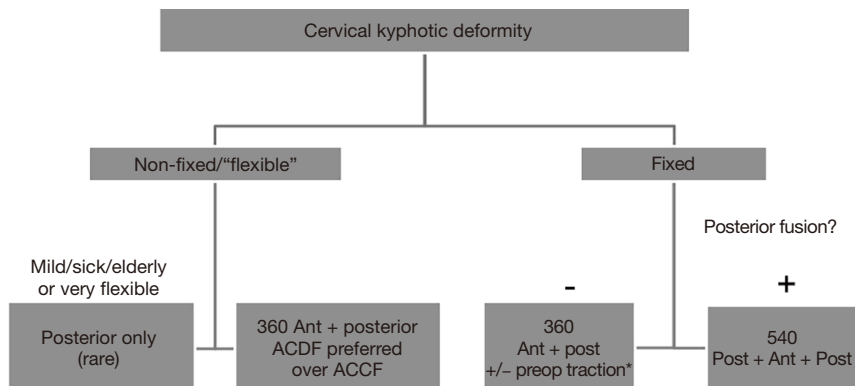 Cervical kyphotic deformity
Non-fixed/“flexible”
Fixed
Posterior fusion?
Mild/sick/elderly
or very flexible
–
+
Posterior only
(rare)
360 Ant + posterior
ACDF preferred
over ACCF
360
Ant + post
+/– preop traction*
540
Post + Ant + Post